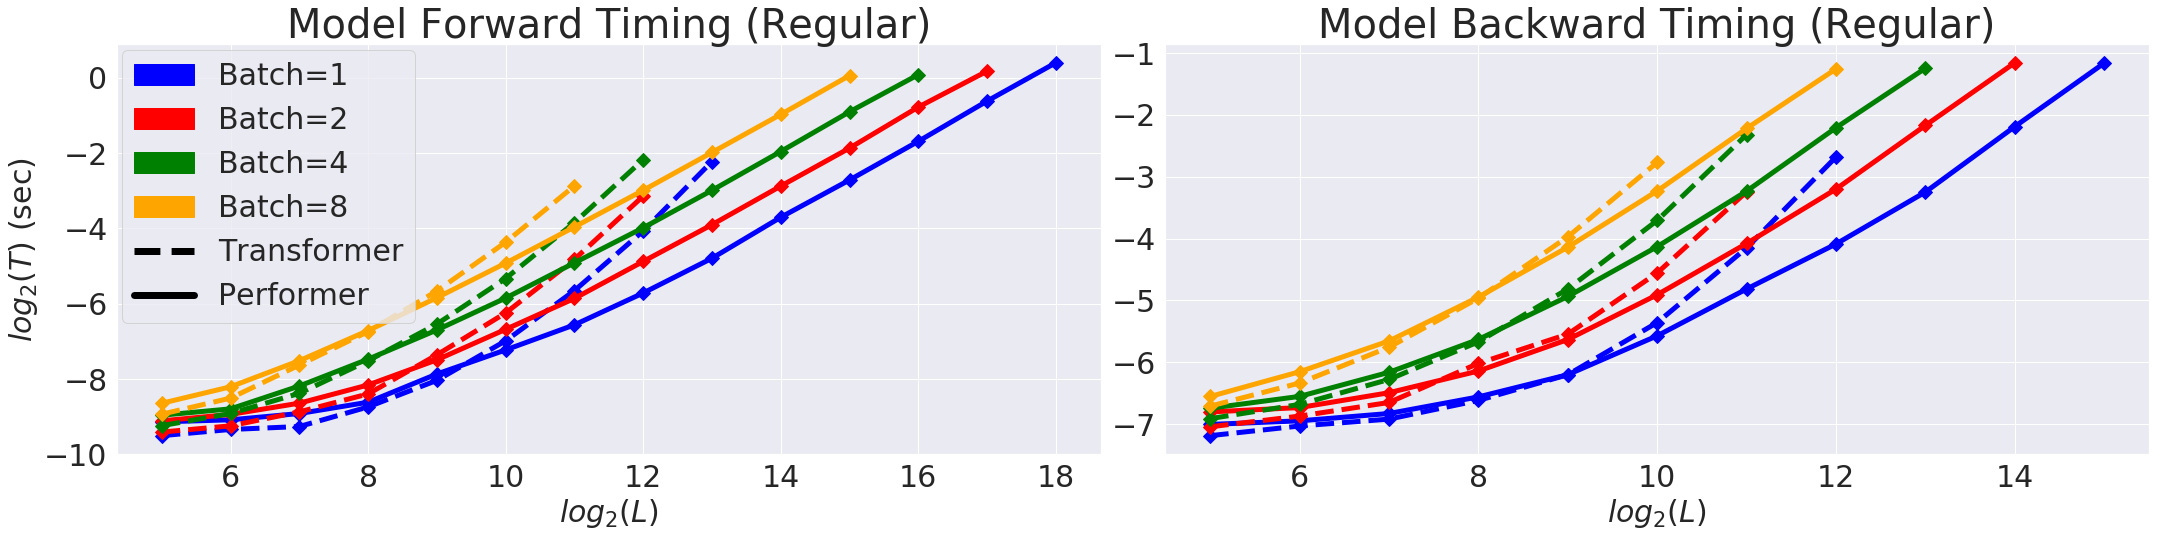 Model Forward Timing (Regular)
log2(T) (sec)
0
−2
−4
−6
−8
−10
Batch=1
Batch=2
Batch=4
Batch=8
Transformer
Performer
6 8 10 12 14 16 18
log2(L)
Model Backward Timing (Regular)
−1
−2
−3
−4
−5
−6
−7
6 8 10 12 14
log2(L)